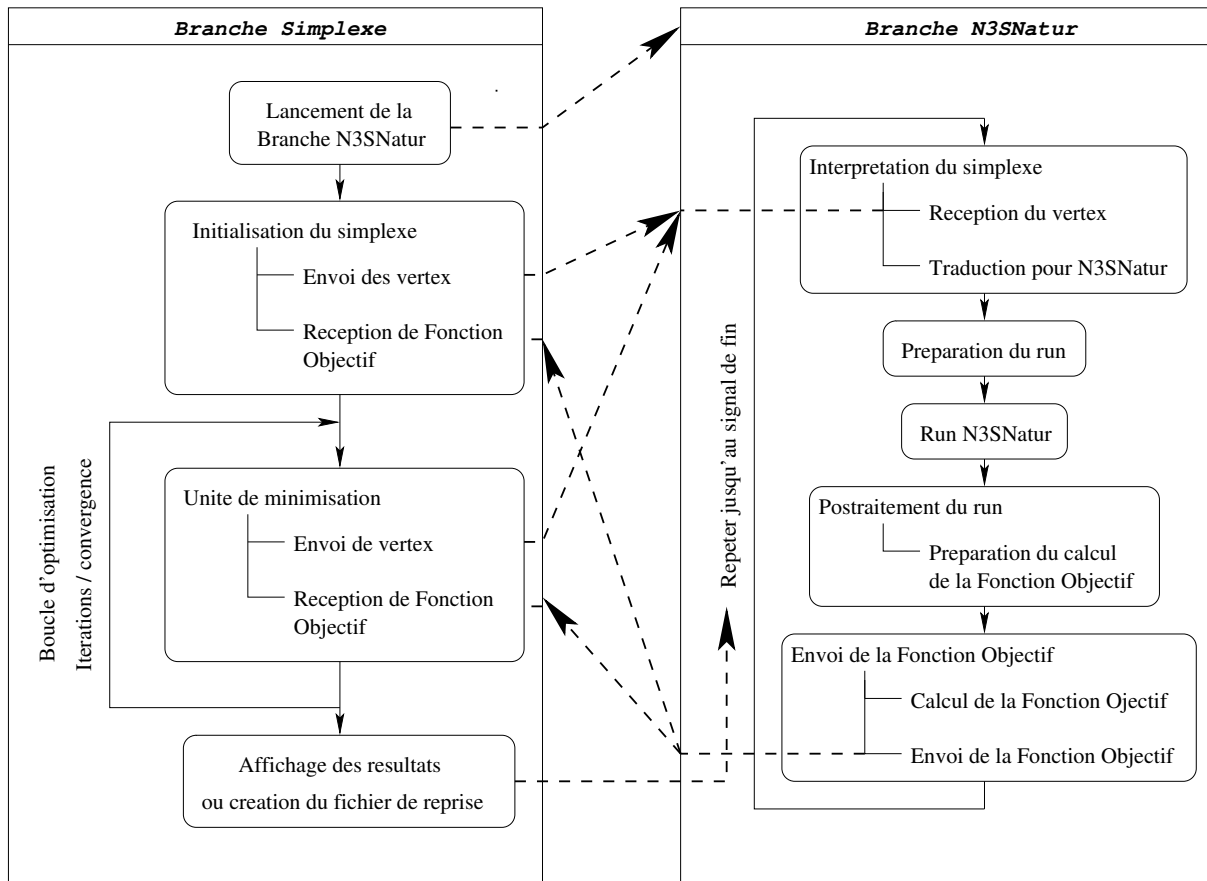 Branche Simplexe
Lancement de la
Branche N3SNatur
Initialisation du simplexe
Envoi des vertex
Reception de Fonction
Objectif
Boucle d'optimisation
Iterations / convergence
Unite de minimisation
Envoi de vertex
Reception de Fonction
Objectif
Affichage des resultats
ou creation du fichier de reprise
Branche N3SNatur
Repeter jusqu'au signal de fin
Interpretation du simplexe
Reception du vertex
Traduction pour N3SNatur
Preparation du run
Run N3SNatur
Postraitement du run
Preparation du calcul
de la Fonction Objectif
Envoi de la Fonction Objectif
Calcul de la Fonction Ojectif
Envoi de la Fonction Objectif